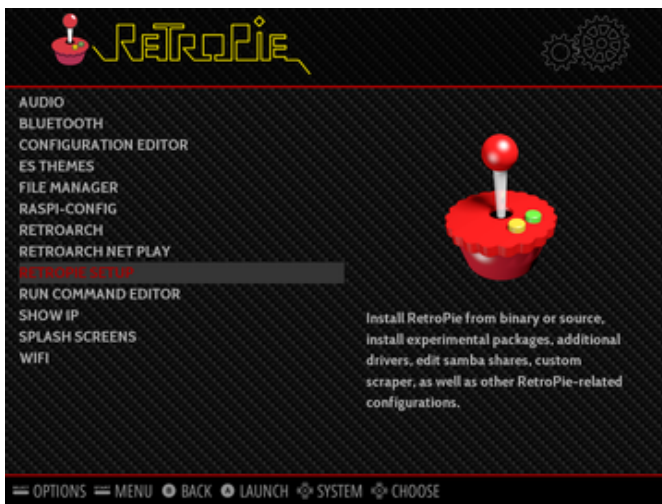 RETROPIE
AUDIO
BLUETOOTH
CONFIGURATION EDITOR
ES THEMES
FILE MANAGER
RASPI-CONFIG
RETROARCH
RETROARCH NET PLAY
RETROPIE SETUP
RUN COMMAND EDITOR
SHOW IP
SPLASH SCREENS
WIFI
Install RetroPie from binary or source,
install experimental packages, additional
drivers, edit samba shares, custom
scraper, as well as other RetroPie-related
configurations.
OPTIONS MENU BACK LAUNCH SYSTEM CHOOSE